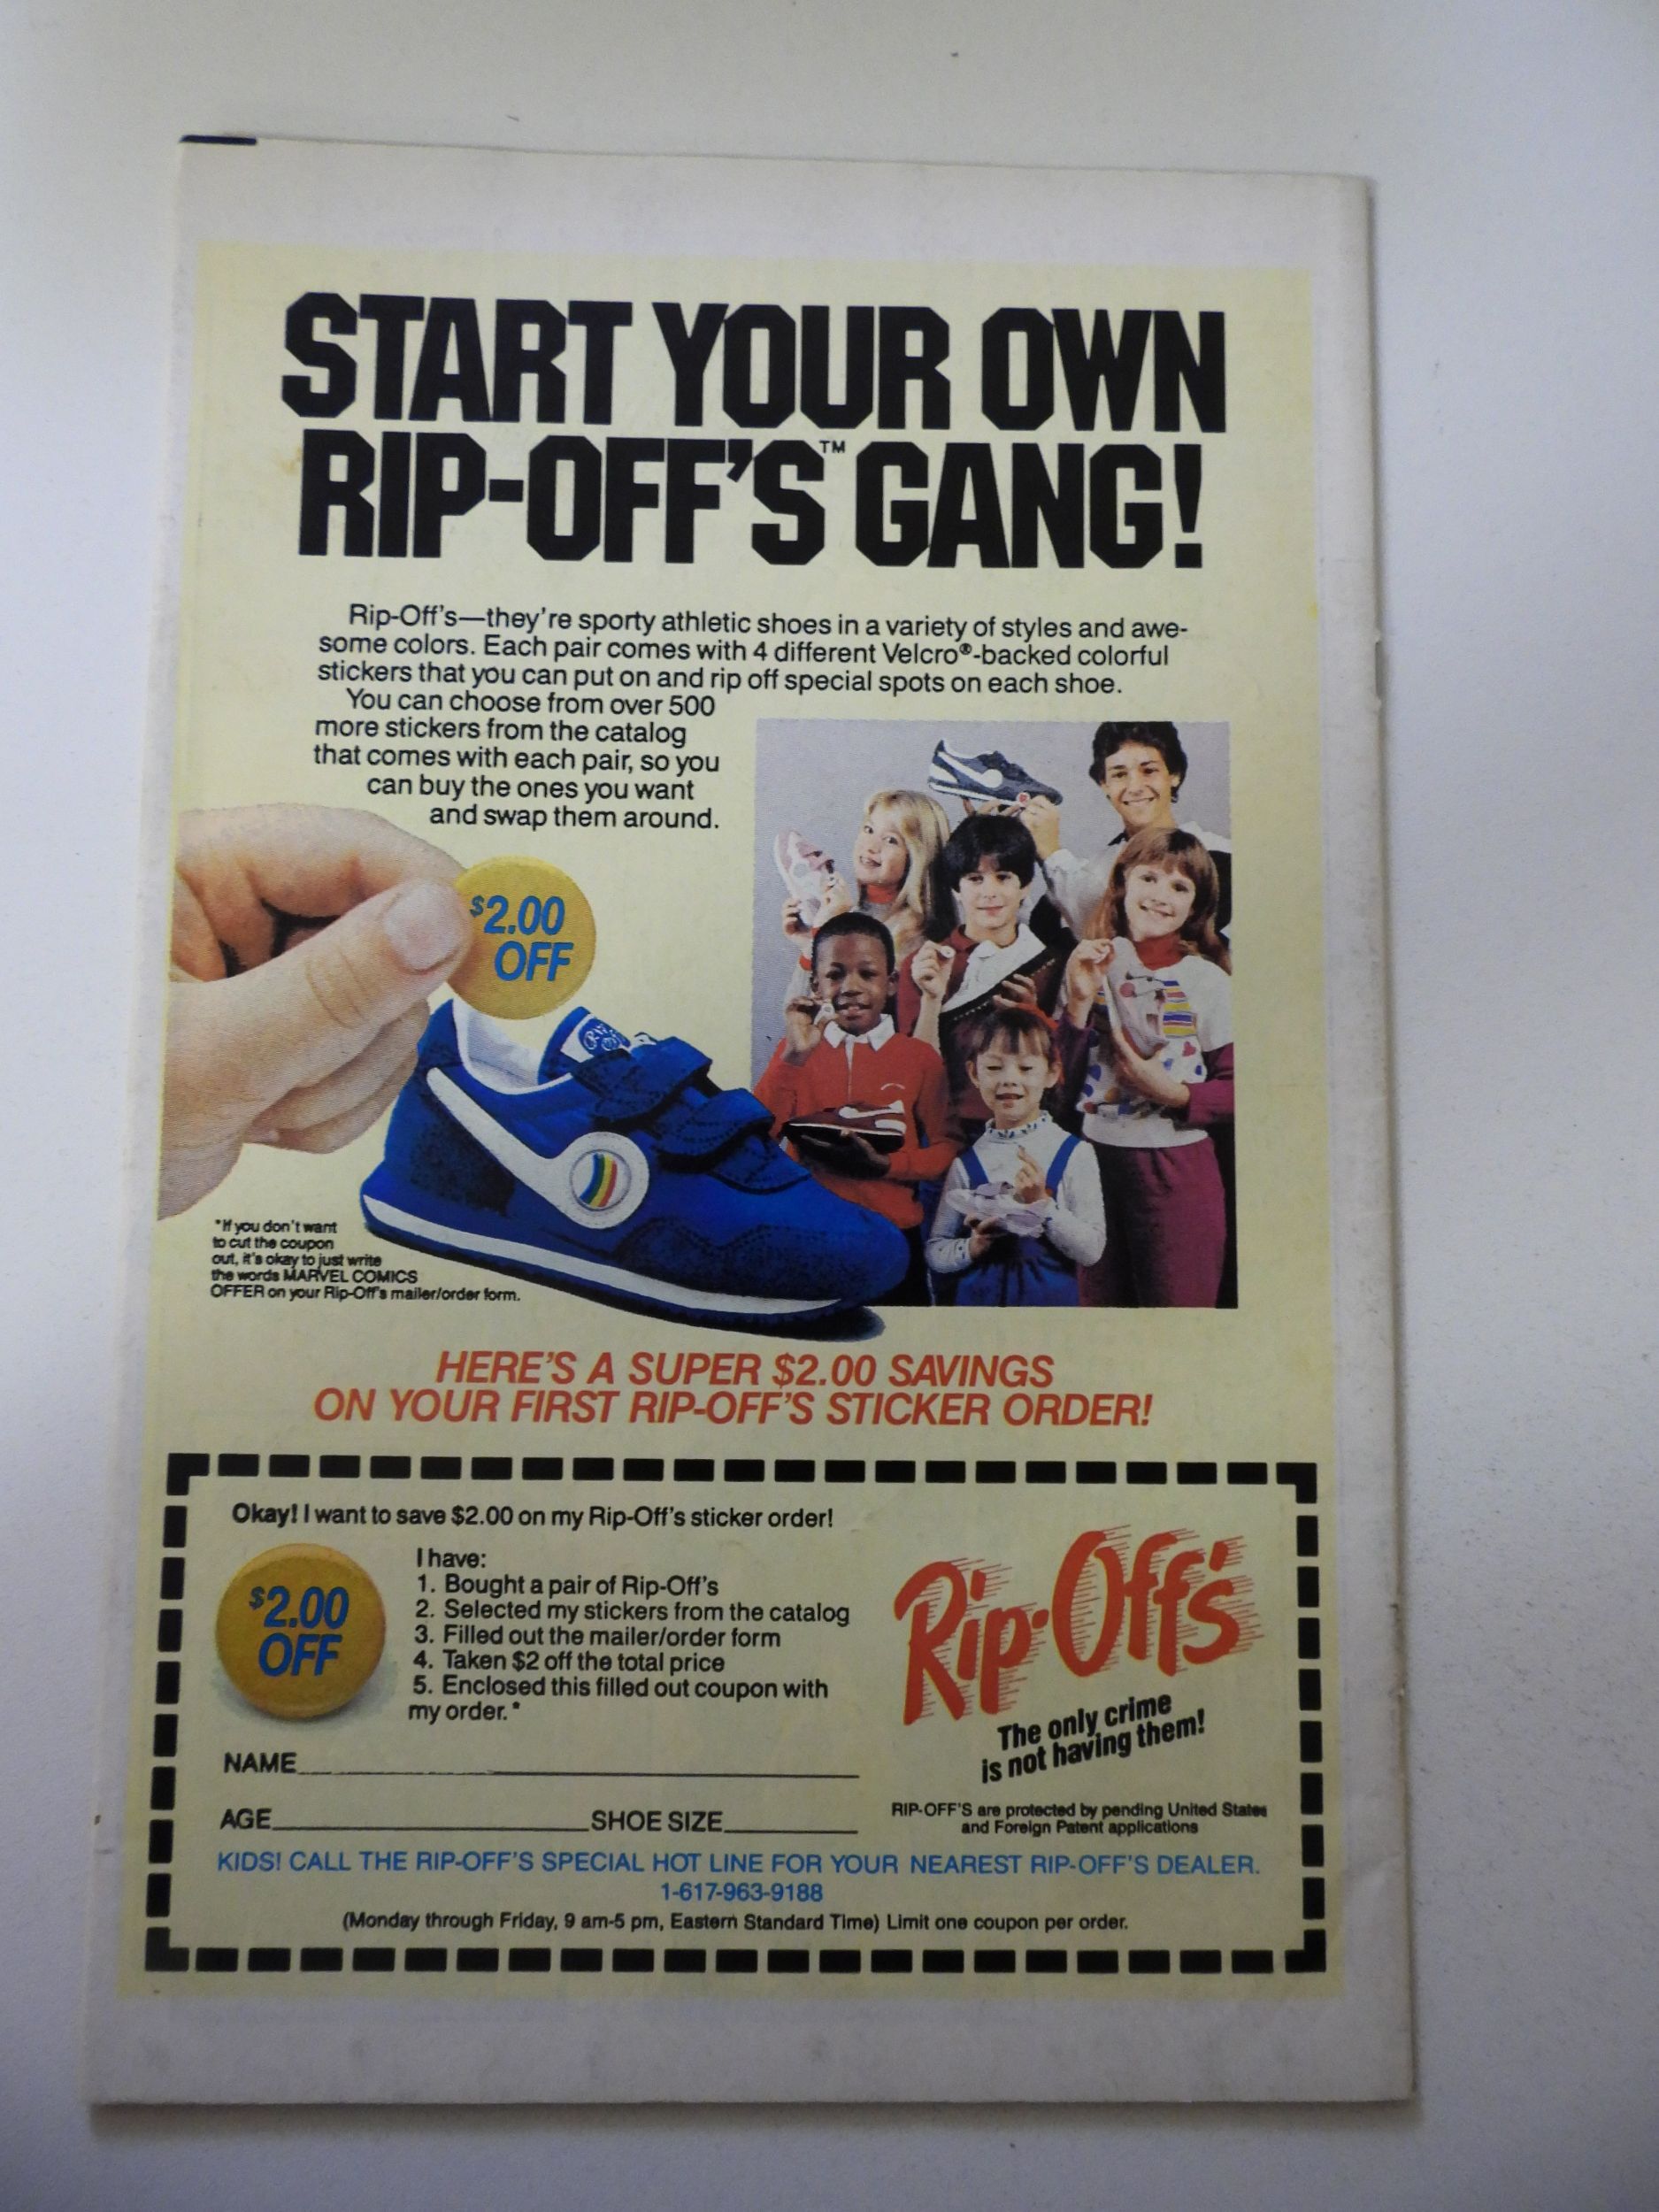 START YOUR OWN
RIP-OFF'S™ GANG!
Rip-Off's—they're sporty athletic shoes in a variety of styles and awe-
some colors. Each pair comes with 4 different Velcro®-backed colorful
stickers that you can put on and rip off special spots on each shoe.
You can choose from over 500
more stickers from the catalog
that comes with each pair, so you
can buy the ones you want
and swap them around.
$2.00
OFF
*If you don't want
to cut the coupon
out, it's okay to just write
the words MARVEL COMICS
OFFER on your Rip-Off's mailer/order form.
HERE'S A SUPER $2.00 SAVINGS
ON YOUR FIRST RIP-OFF'S STICKER ORDER!
Okay! I want to save $2.00 on my Rip-Off's sticker order!
$2.00
OFF
I have:
1. Bought a pair of Rip-Off's
2. Selected my stickers from the catalog
3. Filled out the mailer/order form
4. Taken $2 off the total price
5. Enclosed this filled out coupon with
my order.*
Rip-Off's
The only crime
is not having them!
NAME
AGE SHOE SIZE
RIP-OFF'S are protected by pending United States
and Foreign Patent applications
KIDS! CALL THE RIP-OFF'S SPECIAL HOT LINE FOR YOUR NEAREST RIP-OFF'S DEALER.
1-617-963-9188
(Monday through Friday, 9 am-5 pm, Eastern Standard Time) Limit one coupon per order.